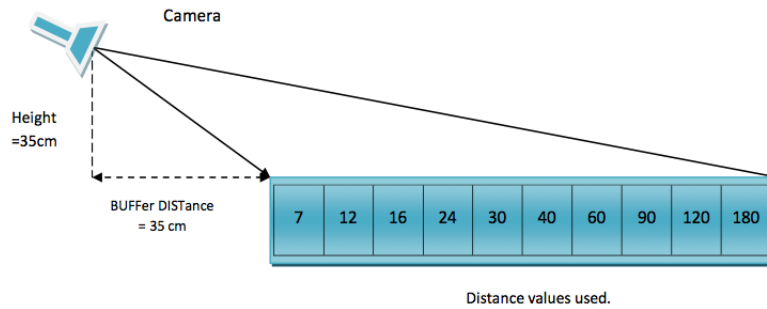 Camera
Height
=35cm
BUFFer DISTance
= 35 cm
7 12 16 24 30 40 60 90 120 180
Distance values used.